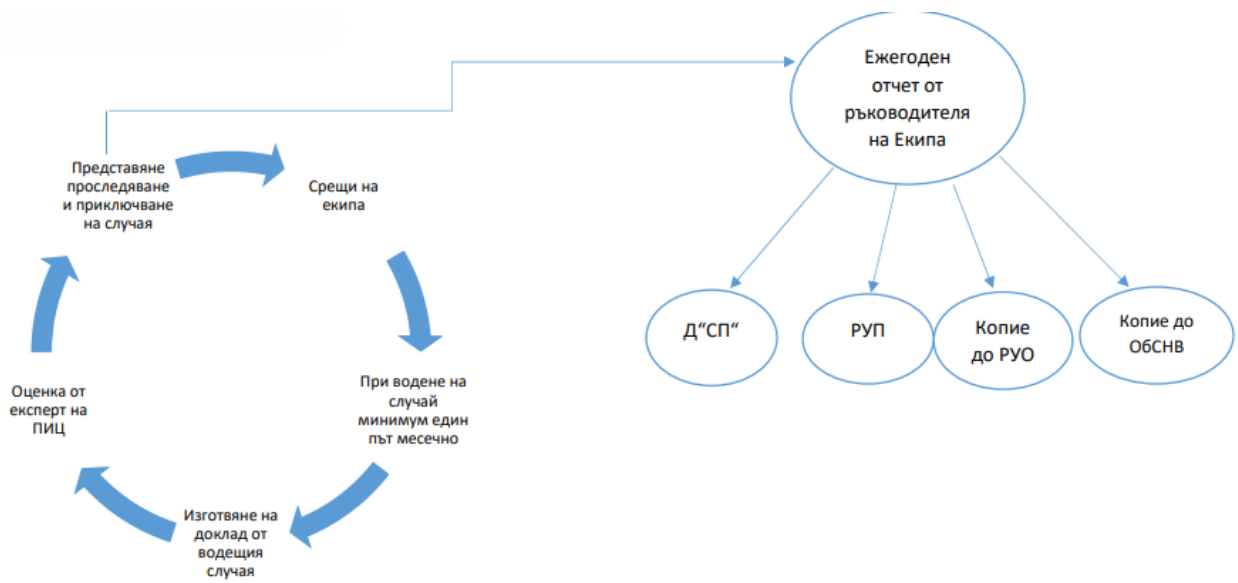 Ежегоден
отчет от
ръководителя
на Екипа
Представяне
проследяване
и приключване
на случая
Срещи на
екипа
При водене на
случай
минимум един
път месечно
Изготвяне на
доклад от
водещия
случая
Оценка от
експерт на
ПИЦ
Д“СП“
РУП
Копие
до РУО
Копие до
ОбСНВ